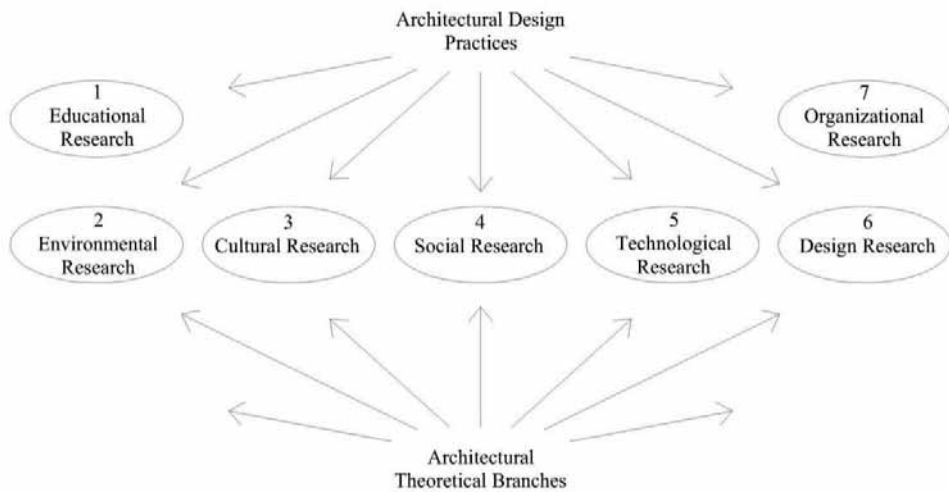 Architectural Design
Practices
1
Educational
Research
7
Organizational
Research
2
Environmental
Research
3
Cultural Research
4
Social Research
5
Technological
Research
6
Design Research
Architectural
Theoretical Branches